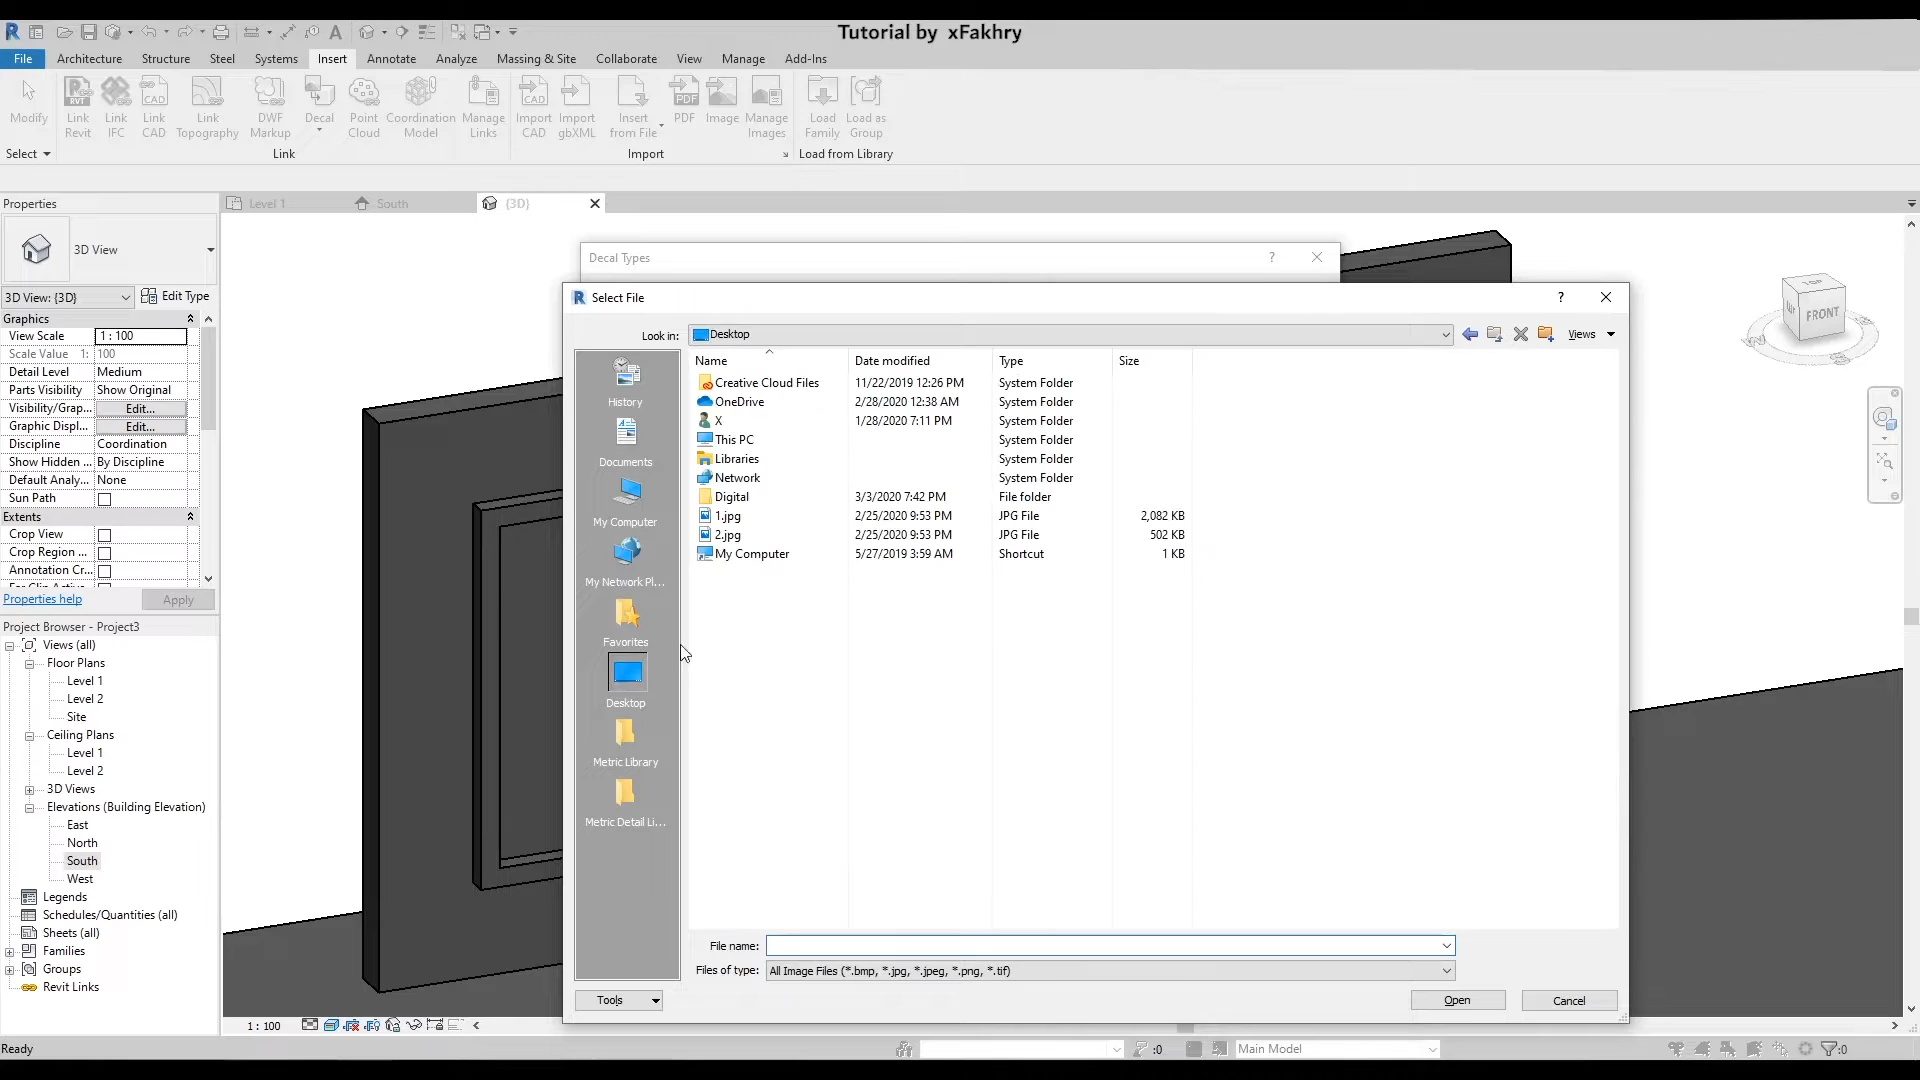 Tutorial by xFakhry
File Architecture Structure Steel Systems Insert Annotate Analyze Massing & Site Collaborate View Manage Add-Ins
Modify
Link Revit
Link IFC
Link CAD
Link Topography
DWF Markup
Decal
Point Cloud
Coordination Model
Manage Links
Import CAD
Import gbXML
Insert from File
PDF
Image
Manage Images
Load Family
Load as Group
Select Link Import Load from Library
Properties
Level 1 South {3D}
3D View
3D View: {3D} Edit Type
Graphics
View Scale 1 : 100
Scale Value 1: 100
Detail Level Medium
Parts Visibility Show Original
Visibility/Grap... Edit...
Graphic Displ... Edit...
Discipline Coordination
Show Hidden ... By Discipline
Default Analy... None
Sun Path
Extents
Crop View
Crop Region ...
Annotation Cr...
Properties help Apply
Project Browser - Project3
Views (all)
Floor Plans
Level 1
Level 2
Site
Ceiling Plans
Level 1
Level 2
3D Views
Elevations (Building Elevation)
East
North
South
West
Legends
Schedules/Quantities (all)
Sheets (all)
Families
Groups
Revit Links
Decal Types ?
Select File ?
Look in: Desktop Views
Name Date modified Type Size
Creative Cloud Files 11/22/2019 12:26 PM System Folder
OneDrive 2/28/2020 12:38 AM System Folder
X 1/28/2020 7:11 PM System Folder
This PC System Folder
Libraries System Folder
Network System Folder
Digital 3/3/2020 7:42 PM File folder
1.jpg 2/25/2020 9:53 PM JPG File 2,082 KB
2.jpg 2/25/2020 9:53 PM JPG File 502 KB
My Computer 5/27/2019 3:59 AM Shortcut 1 KB
History
Documents
My Computer
My Network Pl...
Favorites
Desktop
Metric Library
Metric Detail Li...
File name:
Files of type: All Image Files (*.bmp, *.jpg, *.jpeg, *.png, *.tif)
Tools Open Cancel
TOP
FRONT
1 : 100
Ready :0 Main Model :0